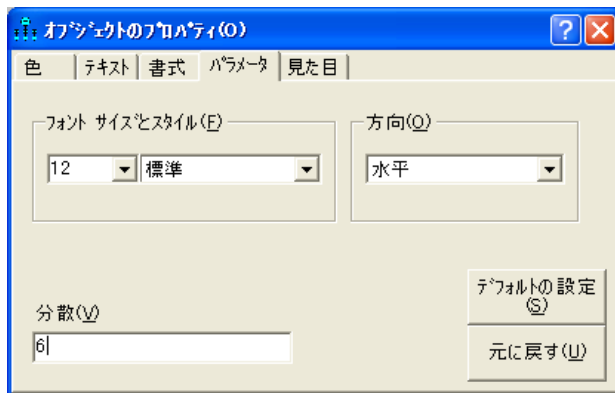 ｵﾌﾞｼﾞｪｸﾄのﾌﾟﾛﾊﾟﾃｨ(O)
色 テキスト 書式 ﾊﾟﾗﾒｰﾀ 見た目
ﾌｫﾝﾄ ｻｲｽﾞとｽﾀｲﾙ(F) 方向(O)
12 標準 水平
ﾃﾞﾌｫﾙﾄの設定
(S)
分散(V)
6
元に戻す(U)